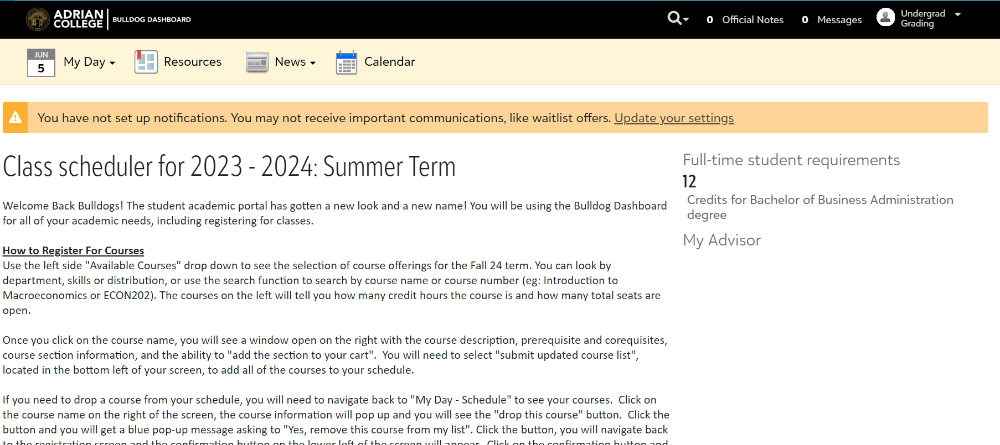 ADRIAN
COLLEGE
BULLDOG DASHBOARD
0 Official Notes
0 Messages
Undergrad
Grading
JUN
5
My Day
Resources
News
Calendar
You have not set up notifications. You may not receive important communications, like waitlist offers. Update your settings
Class scheduler for 2023 - 2024: Summer Term
Welcome Back Bulldogs! The student academic portal has gotten a new look and a new name! You will be using the Bulldog Dashboard
for all of your academic needs, including registering for classes.
How to Register For Courses
Use the left side "Available Courses" drop down to see the selection of course offerings for the Fall 24 term. You can look by
department, skills or distribution, or use the search function to search by course name or course number (eg: Introduction to
Macroeconomics or ECON202). The courses on the left will tell you how many credit hours the course is and how many total seats are
open.
Once you click on the course name, you will see a window open on the right with the course description, prerequisite and corequisites,
course section information, and the ability to "add the section to your cart".  You will need to select "submit updated course list",
located in the bottom left of your screen, to add all of the courses to your schedule.
If you need to drop a course from your schedule, you will need to navigate back to "My Day - Schedule" to see your courses.  Click on
the course name on the right of the screen, the course information will pop up and you will see the "drop this course" button.  Click the
button and you will get a blue pop-up message asking to "Yes, remove this course from my list". Click the button, you will navigate back
to the registration screen and the confirmation button on the lower left of the screen will appear.  Click on the confirmation button and
Full-time student requirements
12
Credits for Bachelor of Business Administration
degree
My Advisor